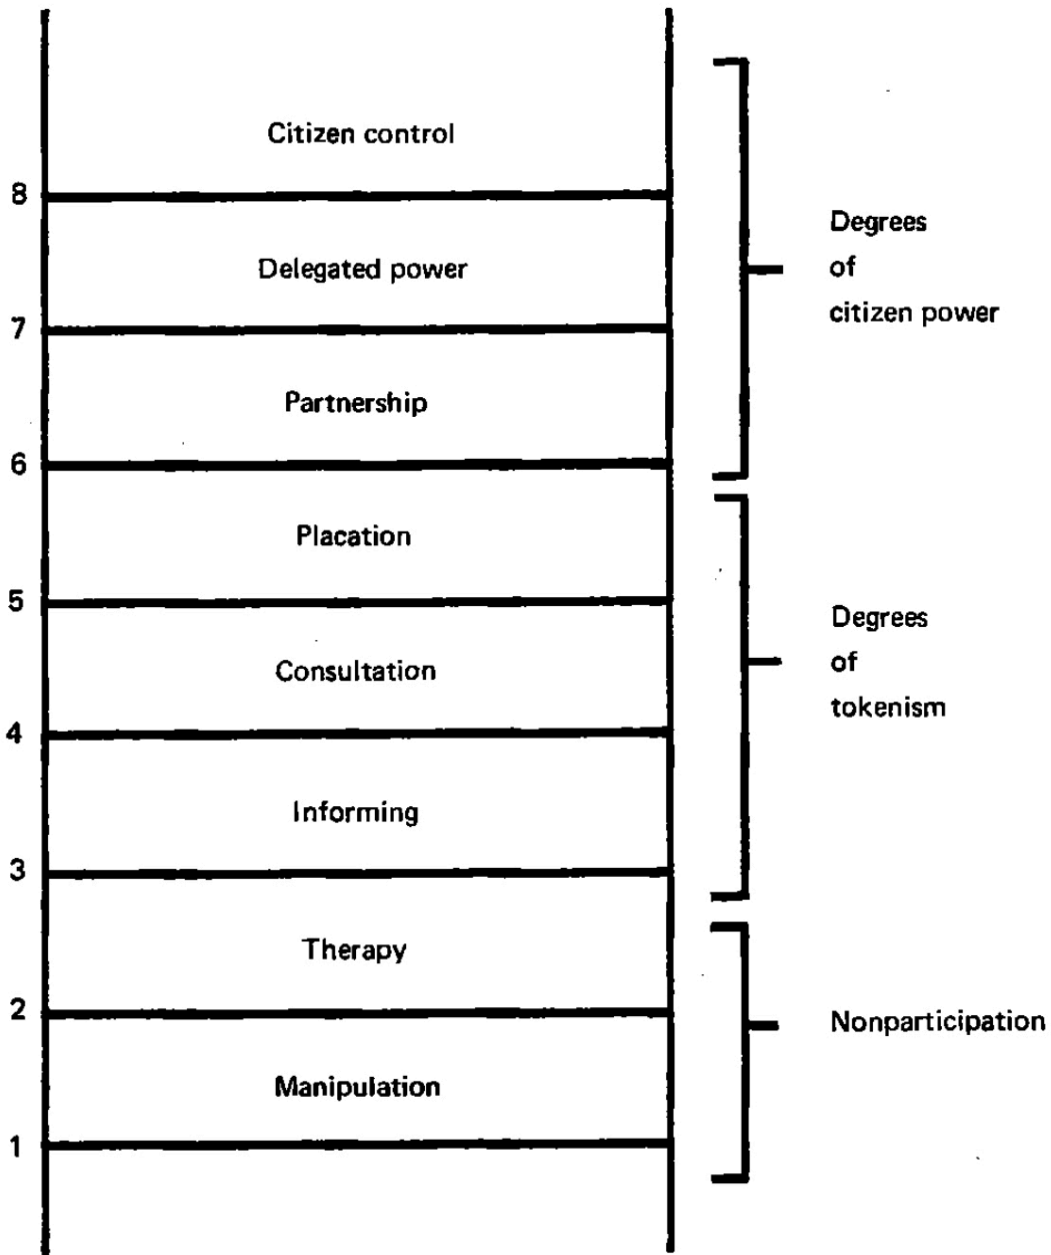 Citizen control
8
Delegated power
7
Partnership
6
Placation
5
Consultation
4
Informing
3
Therapy
2
Manipulation
1
Degrees
of
citizen power
Degrees
of
tokenism
Nonparticipation